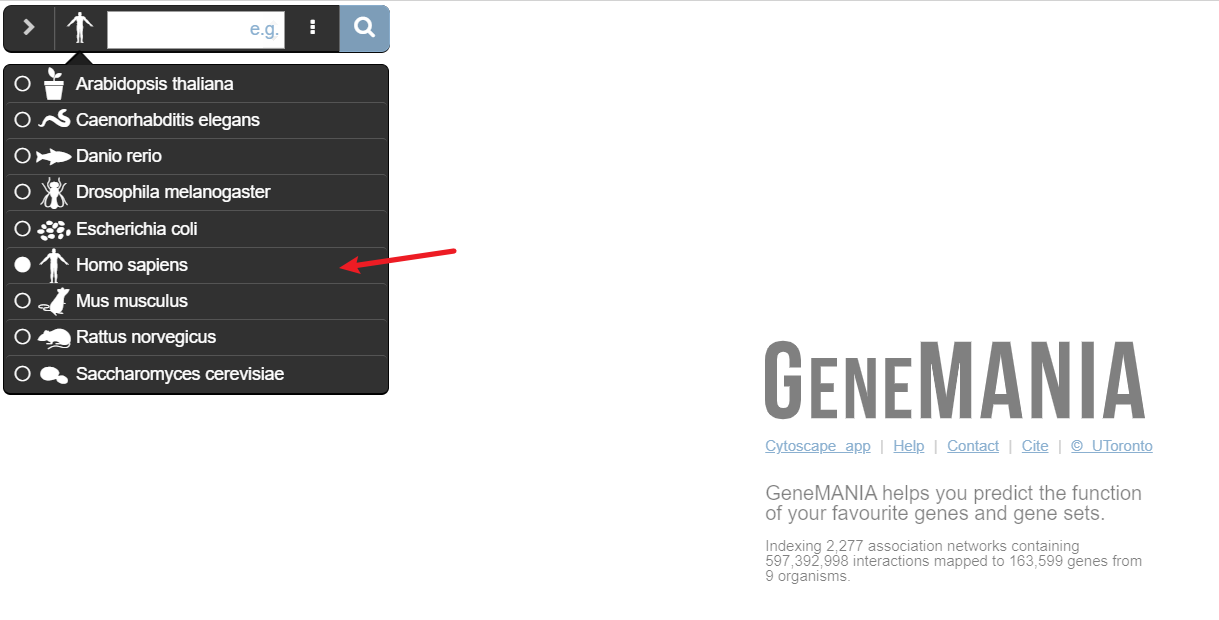 e.g.
Arabidopsis thaliana
Caenorhabditis elegans
Danio rerio
Drosophila melanogaster
Escherichia coli
Homo sapiens
Mus musculus
Rattus norvegicus
Saccharomyces cerevisiae
GENEMANIA
Cytoscape app | Help | Contact | Cite | © UToronto
GeneMANIA helps you predict the function
of your favourite genes and gene sets.
Indexing 2,277 association networks containing
597,392,998 interactions mapped to 163,599 genes from
9 organisms.